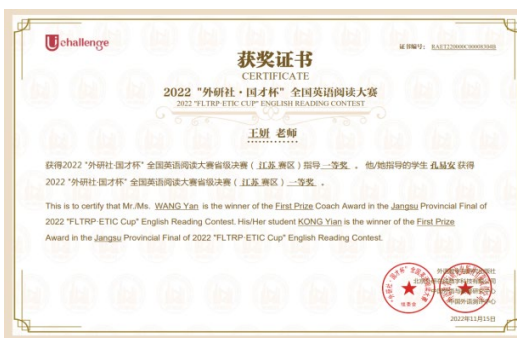 Uchallenge
获奖证书
CERTIFICATE
2022 “外研社·国才杯” 全国英语阅读大赛
2022 "FLTRP·ETIC CUP" ENGLISH READING CONTEST
王妍 老师
获得2022 “外研社·国才杯” 全国英语阅读大赛省级决赛（ 江苏 赛区）指导 一等奖 。 他/她指导的学生 孔易安 获得
2022 “外研社·国才杯” 全国英语阅读大赛省级决赛（ 江苏 赛区） 一等奖 。
This is to certify that Mr./Ms. WANG Yan is the winner of the First Prize Coach Award in the Jangsu Provincial Final of
2022 "FLTRP·ETIC Cup" English Reading Contest. His/Her student KONG Yian is the winner of the First Prize
Award in the Jangsu Provincial Final of 2022 "FLTRP·ETIC Cup" English Reading Contest.
中国外语测评中心
2022年11月15日